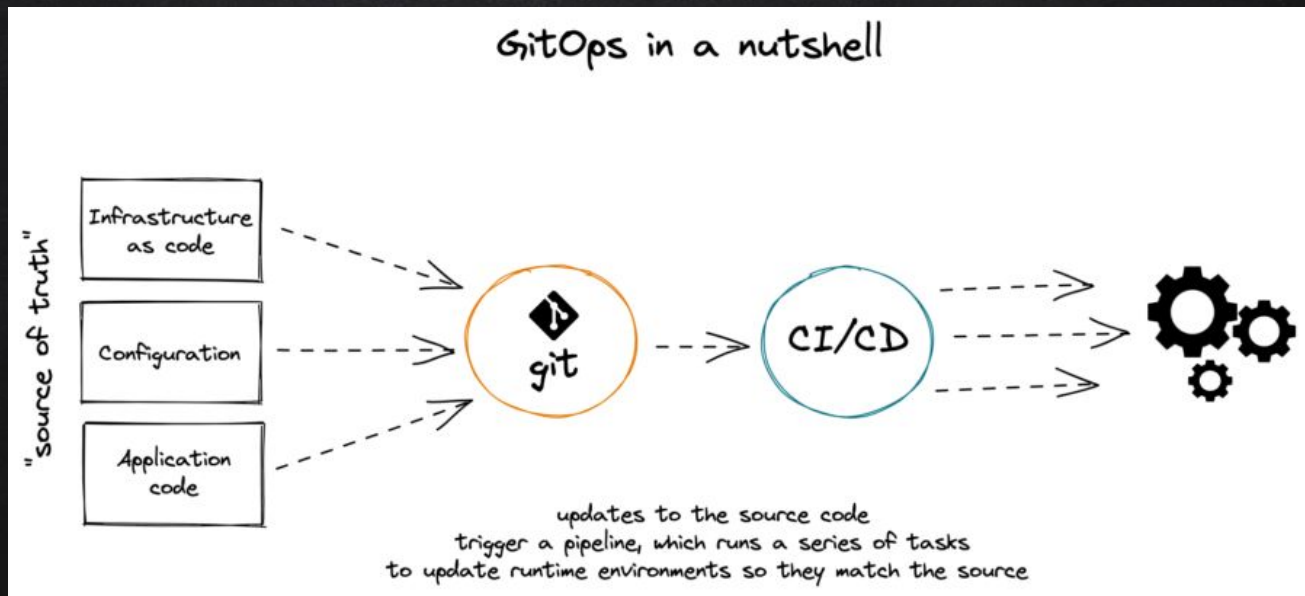 GitOps in a nutshell
"source of truth"
Infrastructure
as code
Configuration
Application
code
git
CI/CD
updates to the source code
trigger a pipeline, which runs a series of tasks
to update runtime environments so they match the source